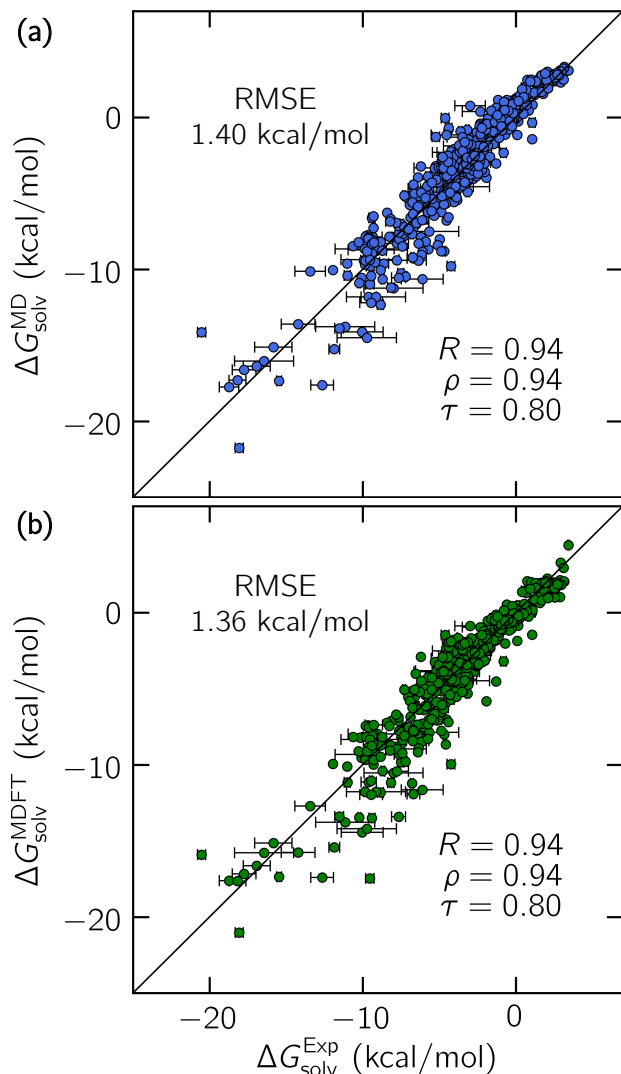 (a)
RMSE
1.40 kcal/mol
R = 0.94
ρ = 0.94
τ = 0.80
0
−10
−20
ΔG^MD_solv (kcal/mol)
(b)
RMSE
1.36 kcal/mol
R = 0.94
ρ = 0.94
τ = 0.80
0
−10
−20
ΔG^MDFT_solv (kcal/mol)
−20 −10 0
ΔG^Exp_solv (kcal/mol)